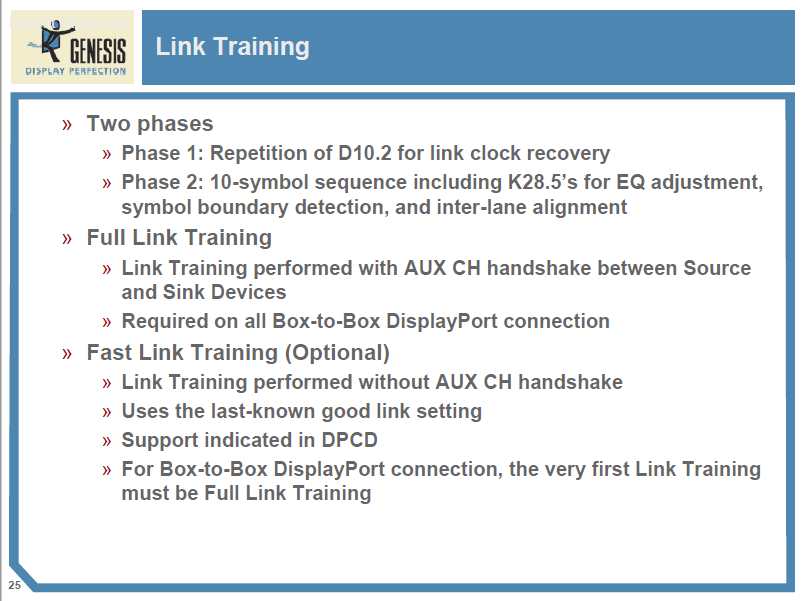 GENESIS
DISPLAY PERFECTION
Link Training
» Two phases
» Phase 1: Repetition of D10.2 for link clock recovery
» Phase 2: 10-symbol sequence including K28.5’s for EQ adjustment,
symbol boundary detection, and inter-lane alignment
» Full Link Training
» Link Training performed with AUX CH handshake between Source
and Sink Devices
» Required on all Box-to-Box DisplayPort connection
» Fast Link Training (Optional)
» Link Training performed without AUX CH handshake
» Uses the last-known good link setting
» Support indicated in DPCD
» For Box-to-Box DisplayPort connection, the very first Link Training
must be Full Link Training
25